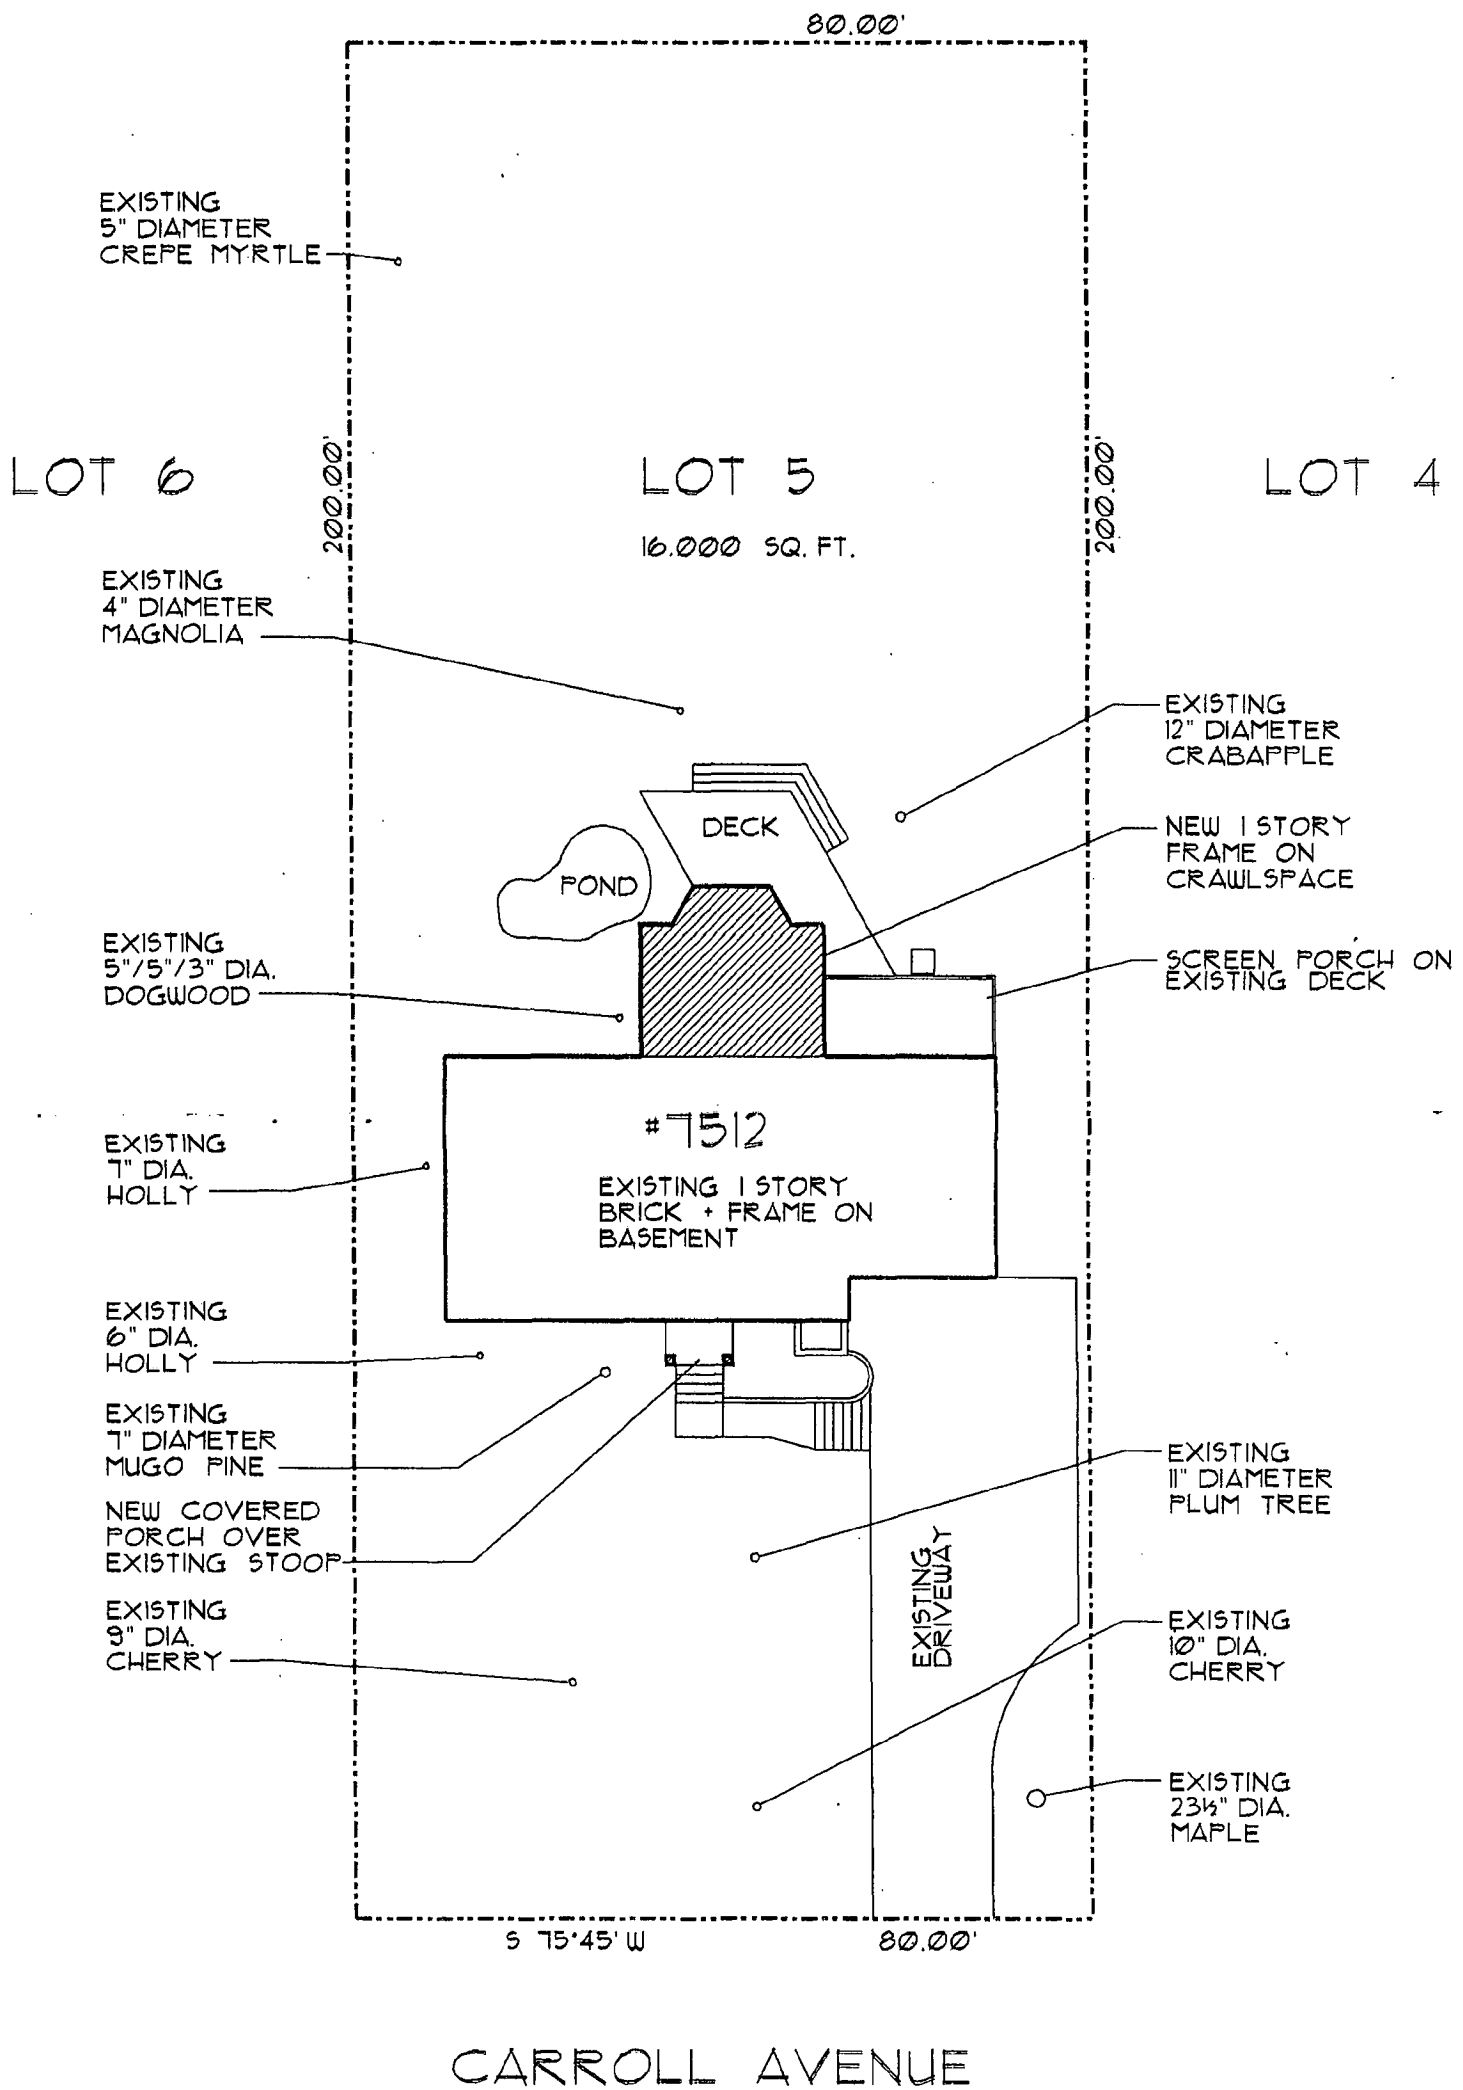 80.00'
EXISTING
5" DIAMETER
CREPE MYRTLE
LOT 6
200.00'
LOT 5
16.000 SQ. FT.
200.00'
LOT 4
EXISTING
4" DIAMETER
MAGNOLIA
EXISTING
12" DIAMETER
CRABAPPLE
DECK
NEW 1 STORY
FRAME ON
CRAWLSPACE
POND
EXISTING
5"/5"/3" DIA.
DOGWOOD
SCREEN PORCH ON
EXISTING DECK
#7512
EXISTING 1 STORY
BRICK + FRAME ON
BASEMENT
EXISTING
7" DIA.
HOLLY
EXISTING
6" DIA.
HOLLY
EXISTING
7" DIAMETER
MUGO PINE
NEW COVERED
PORCH OVER
EXISTING STOOP
EXISTING
9" DIA.
CHERRY
EXISTING
11" DIAMETER
PLUM TREE
EXISTING
DRIVEWAY
EXISTING
10" DIA.
CHERRY
EXISTING
23½" DIA.
MAPLE
S 75°45' W
80.00'
CARROLL AVENUE